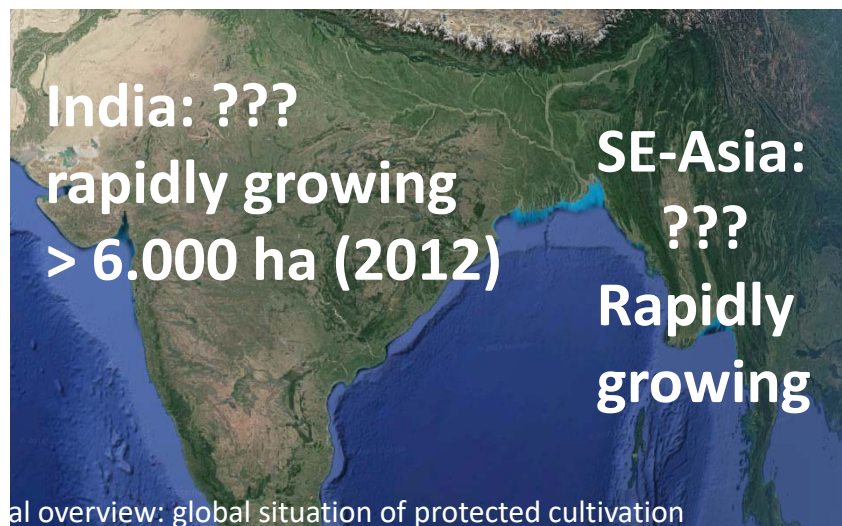 India: ???
rapidly growing
> 6.000 ha (2012)
SE-Asia:
???
Rapidly
growing
al overview: global situation of protected cultivation